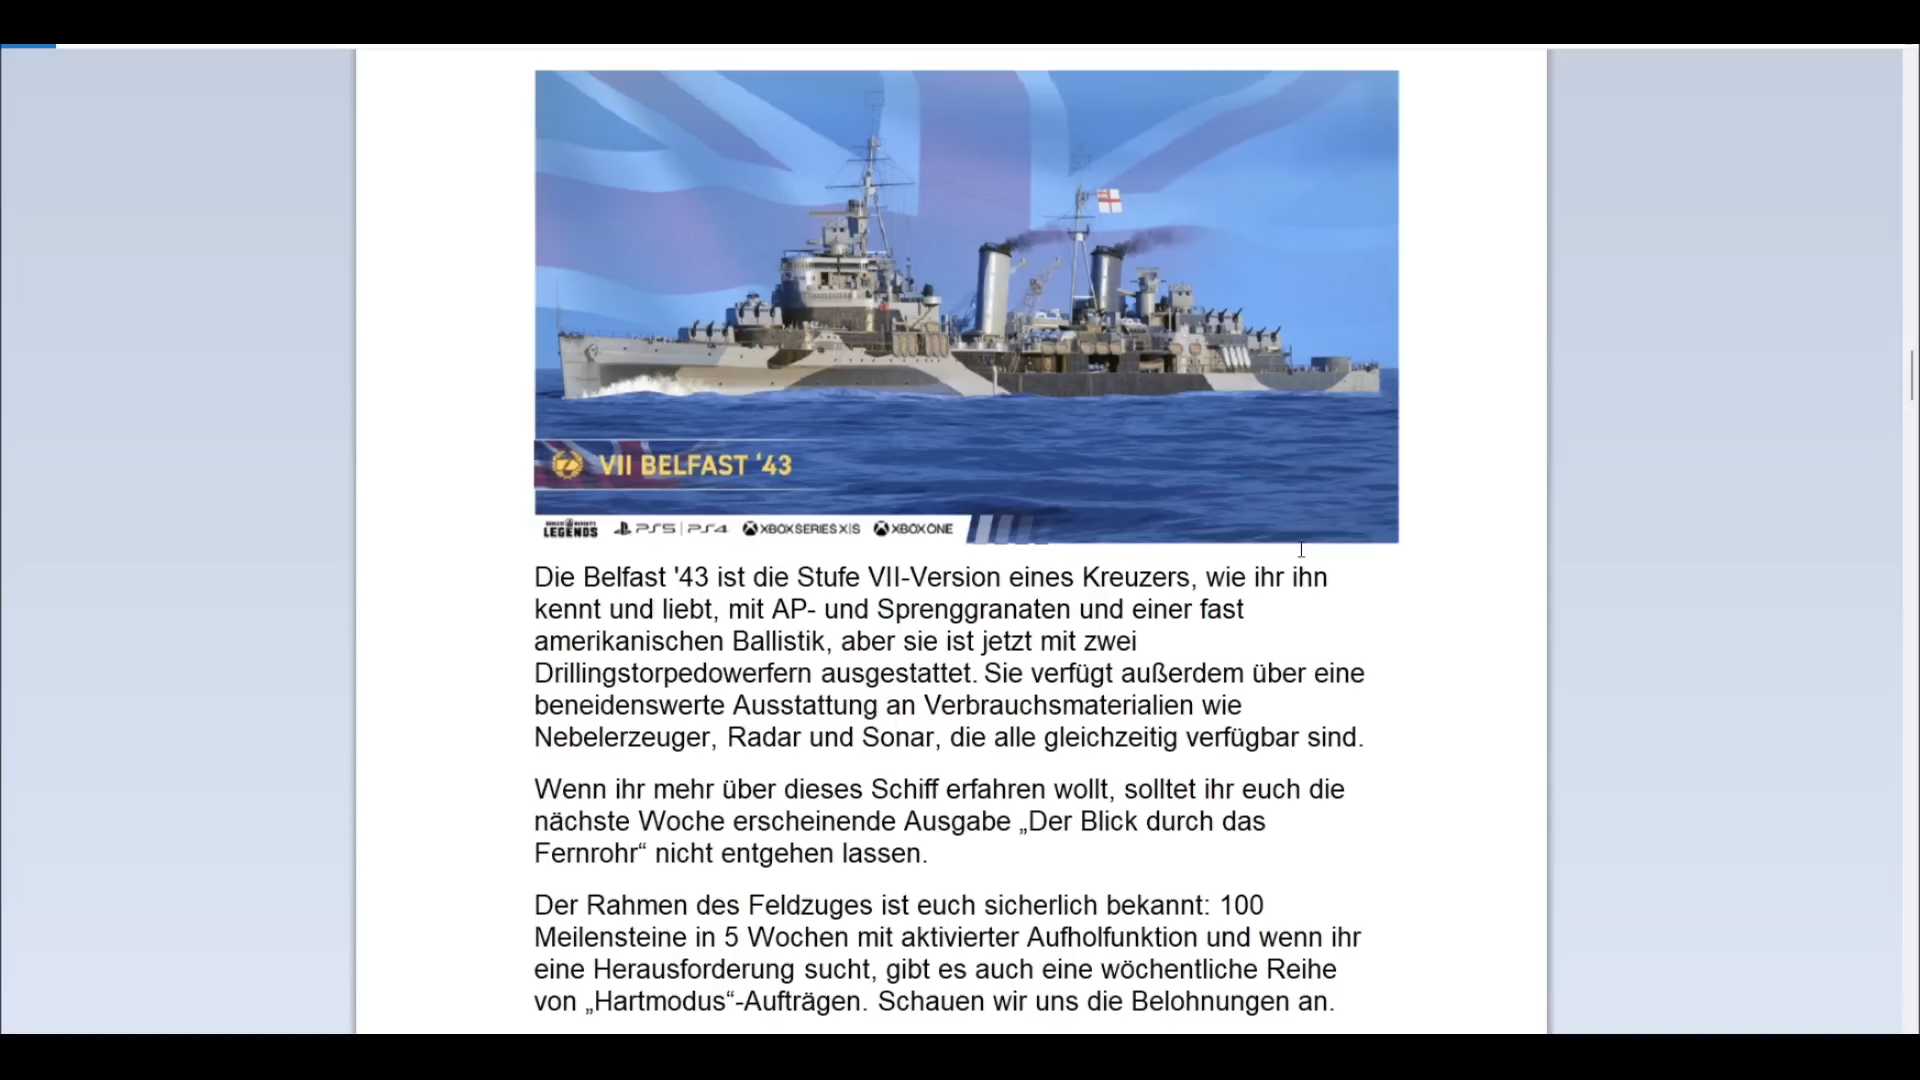 VII BELFAST '43
LEGENDS PS5 | PS4 XBOX SERIES X|S XBOX ONE
Die Belfast '43 ist die Stufe VII-Version eines Kreuzers, wie ihr ihn
kennt und liebt, mit AP- und Sprenggranaten und einer fast
amerikanischen Ballistik, aber sie ist jetzt mit zwei
Drillingstorpedowerfern ausgestattet. Sie verfügt außerdem über eine
beneidenswerte Ausstattung an Verbrauchsmaterialien wie
Nebelerzeuger, Radar und Sonar, die alle gleichzeitig verfügbar sind.
Wenn ihr mehr über dieses Schiff erfahren wollt, solltet ihr euch die
nächste Woche erscheinende Ausgabe „Der Blick durch das
Fernrohr“ nicht entgehen lassen.
Der Rahmen des Feldzuges ist euch sicherlich bekannt: 100
Meilensteine in 5 Wochen mit aktivierter Aufholfunktion und wenn ihr
eine Herausforderung sucht, gibt es auch eine wöchentliche Reihe
von „Hartmodus“-Aufträgen. Schauen wir uns die Belohnungen an.